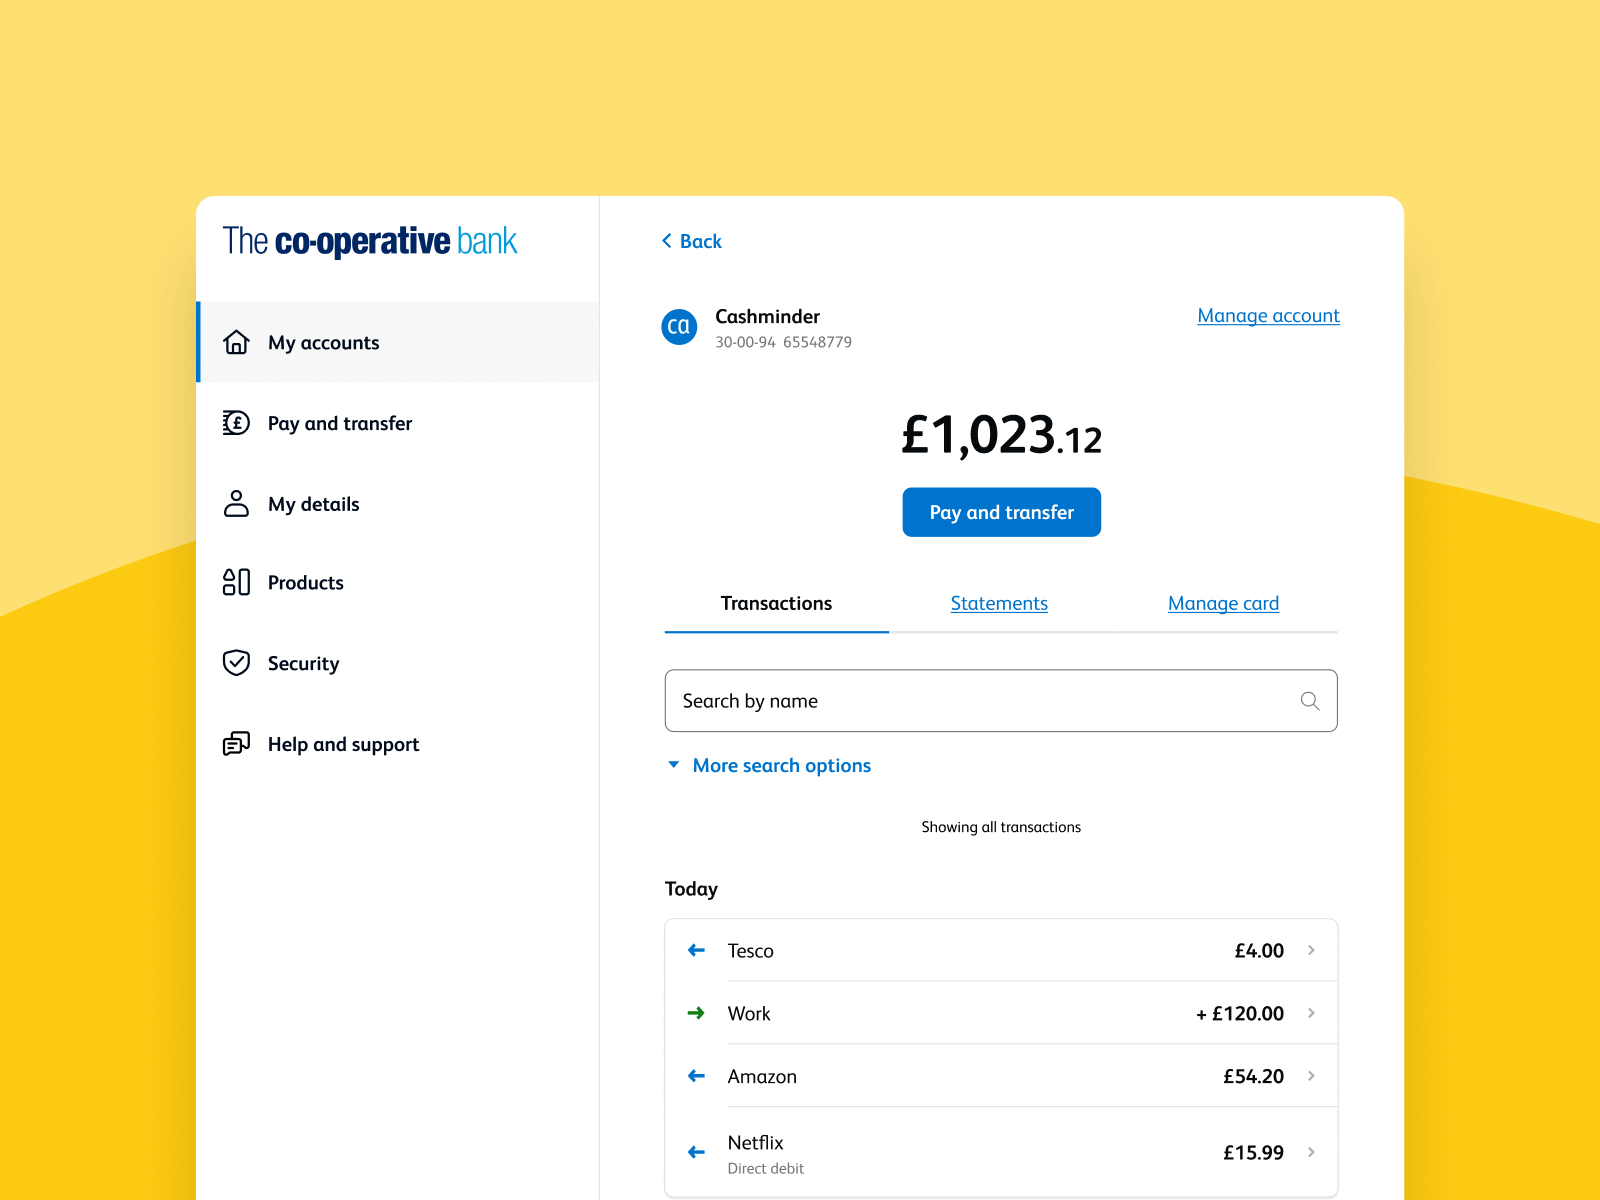 The co-operative bank
My accounts
Pay and transfer
My details
Products
Security
Help and support
Back
ca
Cashminder
30-00-94 65548779
Manage account
£1,023.12
Pay and transfer
Transactions
Statements
Manage card
Search by name
More search options
Showing all transactions
Today
Tesco £4.00
Work + £120.00
Amazon £54.20
Netflix £15.99
Direct debit